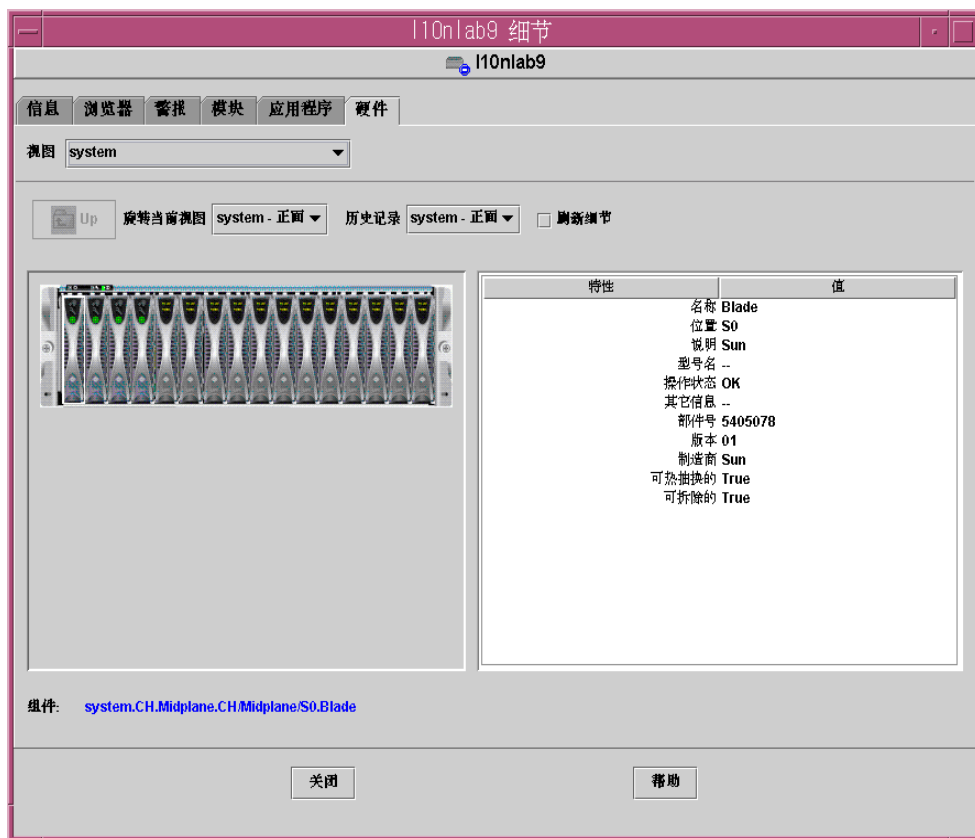 l10nlab9 细节
l10nlab9
信息 浏览器 警报 模块 应用程序 硬件
视图 system
Up 旋转当前视图 system - 正面 历史记录 system - 正面 刷新细节
特性 值
名称 Blade
位置 S0
说明 Sun
型号名 --
操作状态 OK
其它信息 --
部件号 5405078
版本 01
制造商 Sun
可热抽换的 True
可拆除的 True
组件: system.CH.Midplane.CH/Midplane/S0.Blade
关闭 帮助